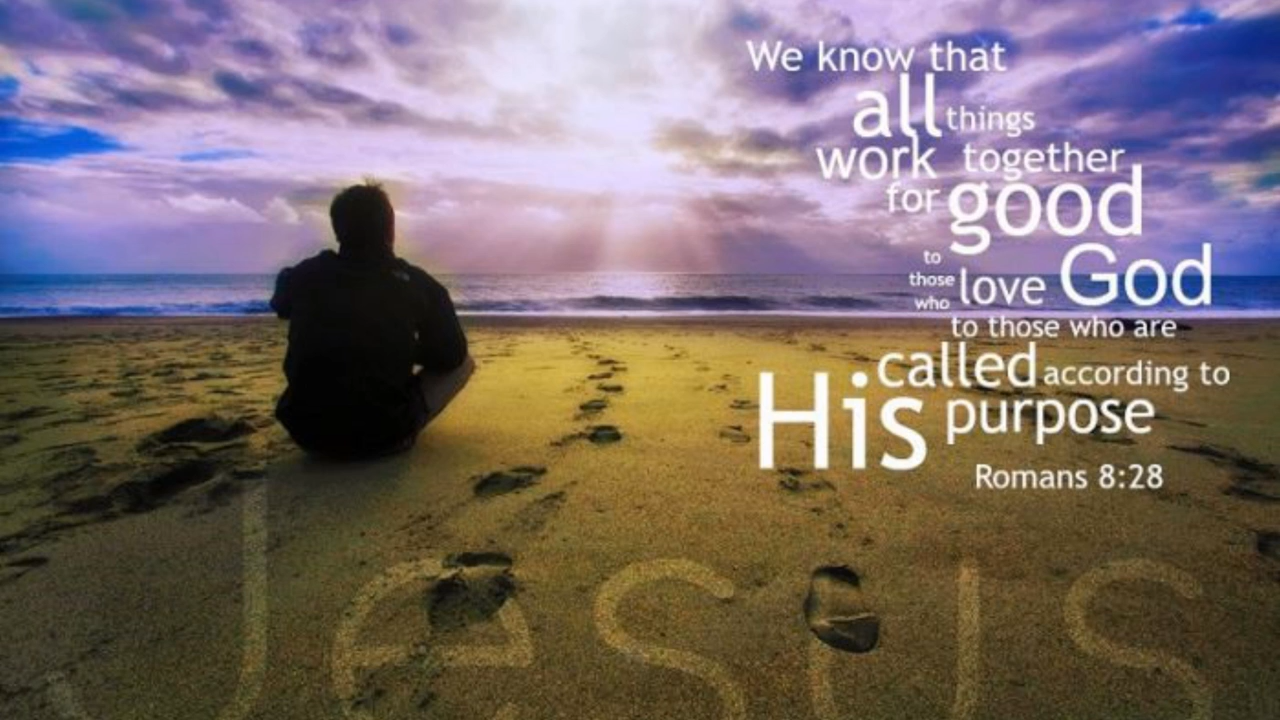 We know that
all things
work together
for good
to
those
who love God
to those who are
called according to
His purpose
Romans 8:28
Jesus